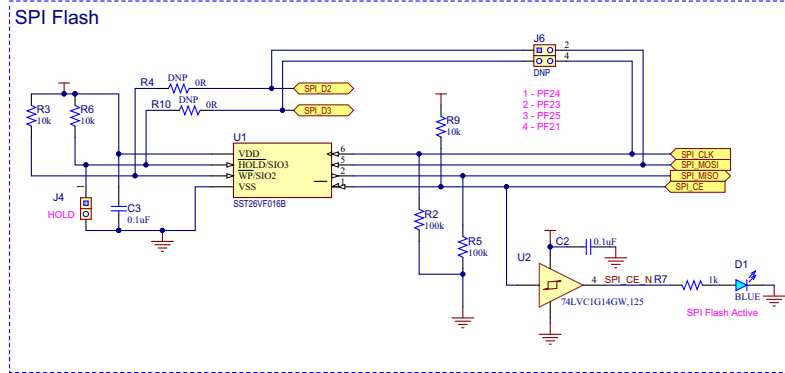 SPI Flash
J6
2
4
DNP
1 - PF24
2 - PF23
3 - PF25
4 - PF21
R4
DNP
0R
SPI_D2
R10
DNP
0R
SPI_D3
R3
10k
R6
10k
R9
10k
U1
VDD
HOLD/SIO3
WP/SIO2
VSS
6
5
2
1
SST26VF016B
SPI_CLK
SPI_MOSI
SPI_MISO
SPI_CE
J4
1
HOLD
C3
0.1uF
R2
100k
R5
100k
C2
0.1uF
U2
4
SPI_CE_N
R7
1k
D1
BLUE
74LVC1G14GW,125
SPI Flash Active